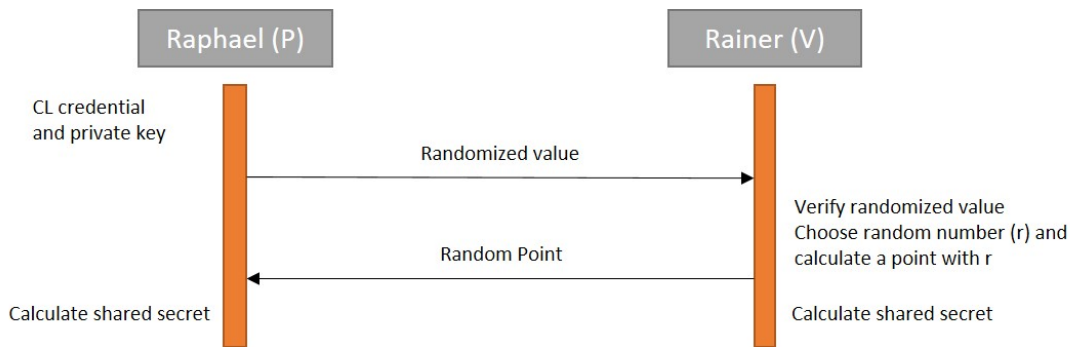 Raphael (P)
Rainer (V)
CL credential
and private key
Randomized value
Verify randomized value
Choose random number (r) and
calculate a point with r
Random Point
Calculate shared secret
Calculate shared secret